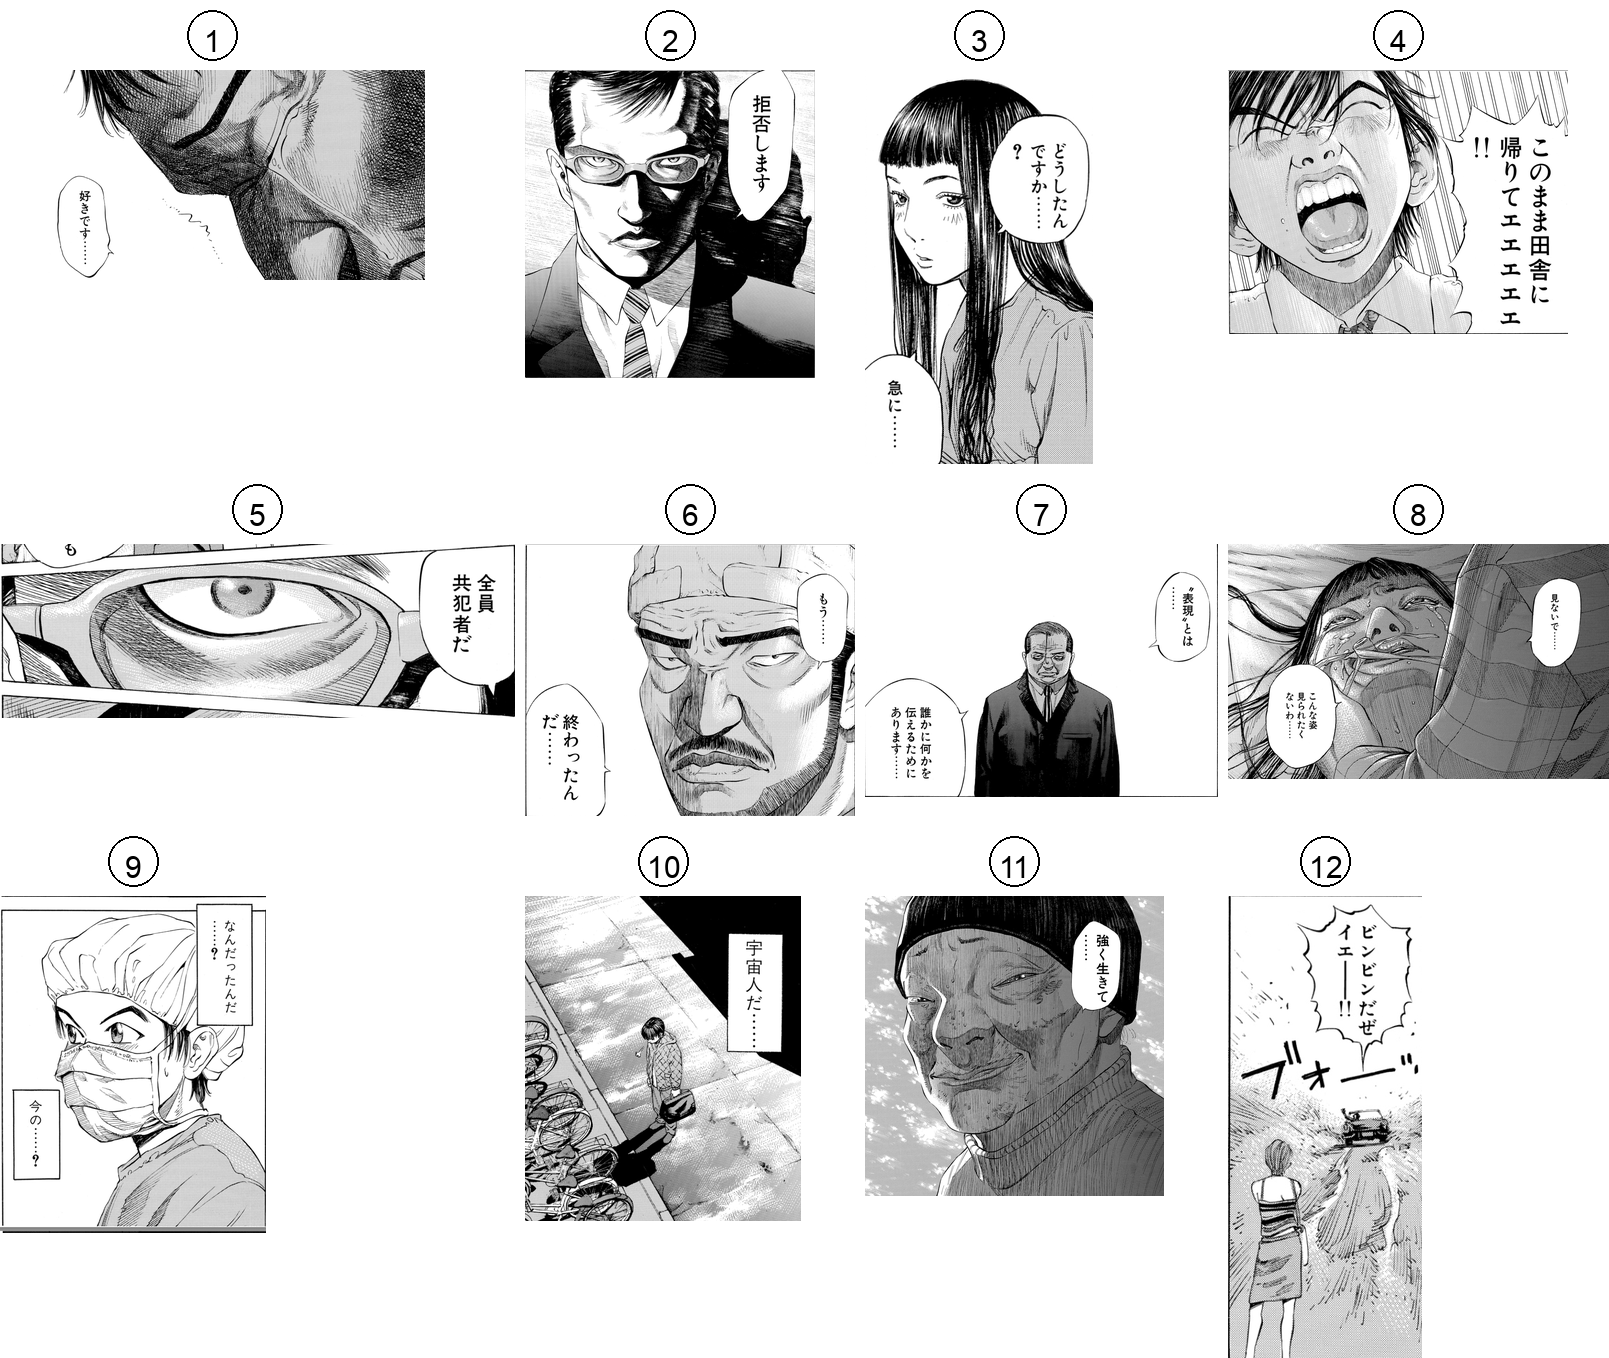 1
好きです……
2
拒否します
3
どうしたん
ですか……
？
急に……
4
このまま田舎に
帰りてエエエエエ
!!
5
も
全員
共犯者だ
6
もう……
終わったん
だ……
7
“表現”とは
……
誰かに何かを
伝えるために
あります……
8
見ないで……
こんな姿
見られたく
ないわ……
9
なんだったんだ
……？
今の……？
10
宇宙人だ……
11
強く生きて
……
12
ビンビンだぜ
イエ――!!
ブォ――